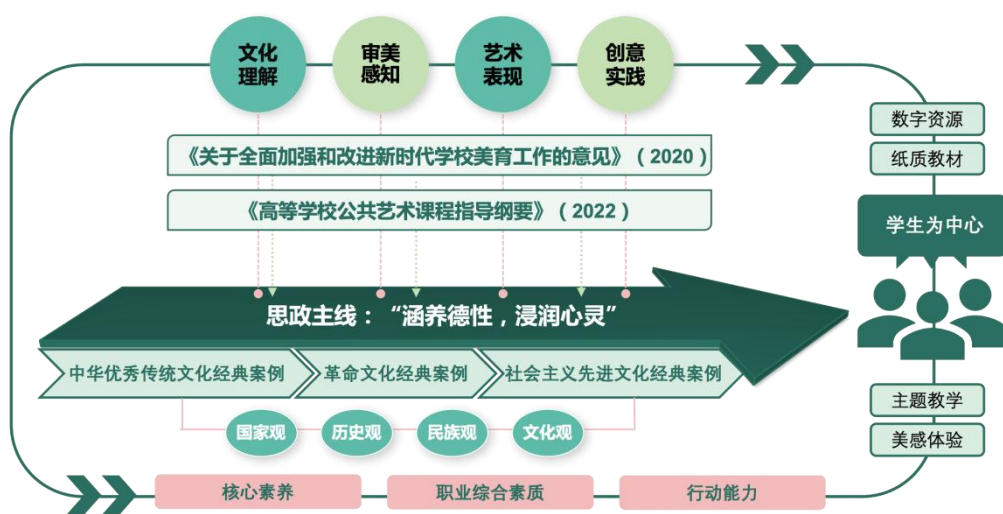 文化
理解
审美
感知
艺术
表现
创意
实践
《关于全面加强和改进新时代学校美育工作的意见》（2020）
《高等学校公共艺术课程指导纲要》（2022）
思政主线：“涵养德性，浸润心灵”
中华优秀传统文化经典案例
革命文化经典案例
社会主义先进文化经典案例
国家观
历史观
民族观
文化观
核心素养
职业综合素质
行动能力
数字资源
纸质教材
学生为中心
主题教学
美感体验